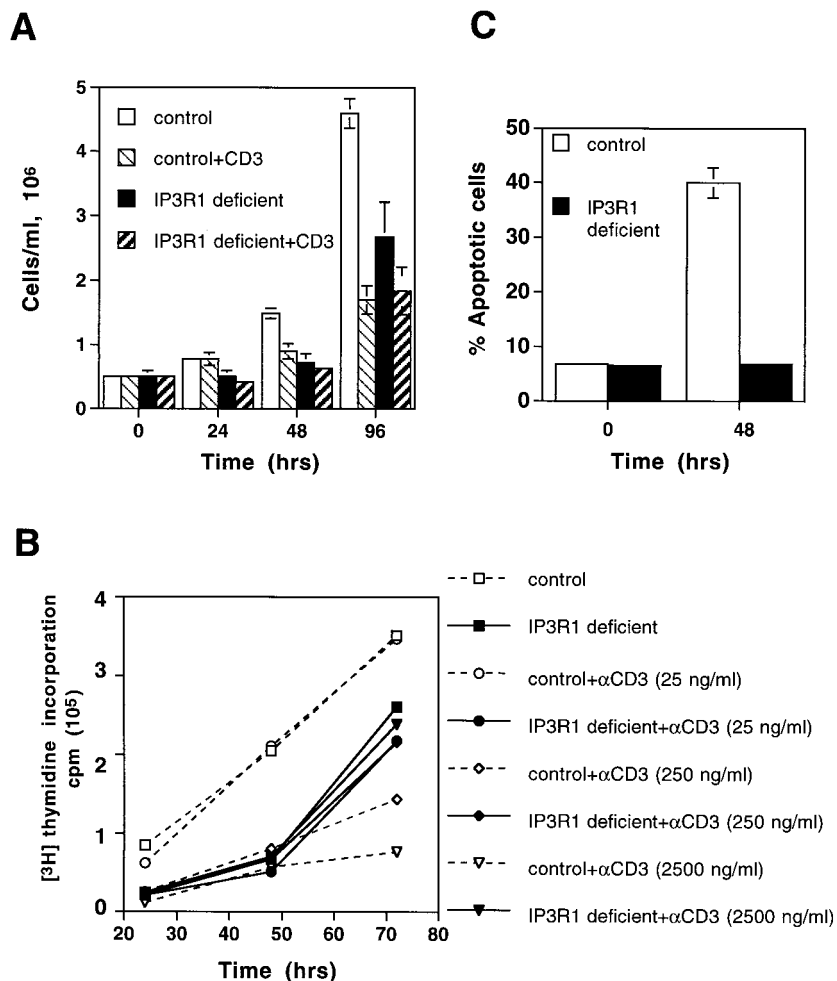 A
Cells/ml, 10⁶
5
4
3
2
1
0
control
control+CD3
IP3R1 deficient
IP3R1 deficient+CD3
0 24 48 96
Time (hrs)
C
% Apoptotic cells
50
40
30
20
10
0
control
IP3R1
deficient
0 48
Time (hrs)
B
[³H] thymidine incorporation
cpm (10⁵)
4
3
2
1
0
20 30 40 50 60 70 80
Time (hrs)
control
IP3R1 deficient
control+αCD3 (25 ng/ml)
IP3R1 deficient+αCD3 (25 ng/ml)
control+αCD3 (250 ng/ml)
IP3R1 deficient+αCD3 (250 ng/ml)
control+αCD3 (2500 ng/ml)
IP3R1 deficient+αCD3 (2500 ng/ml)